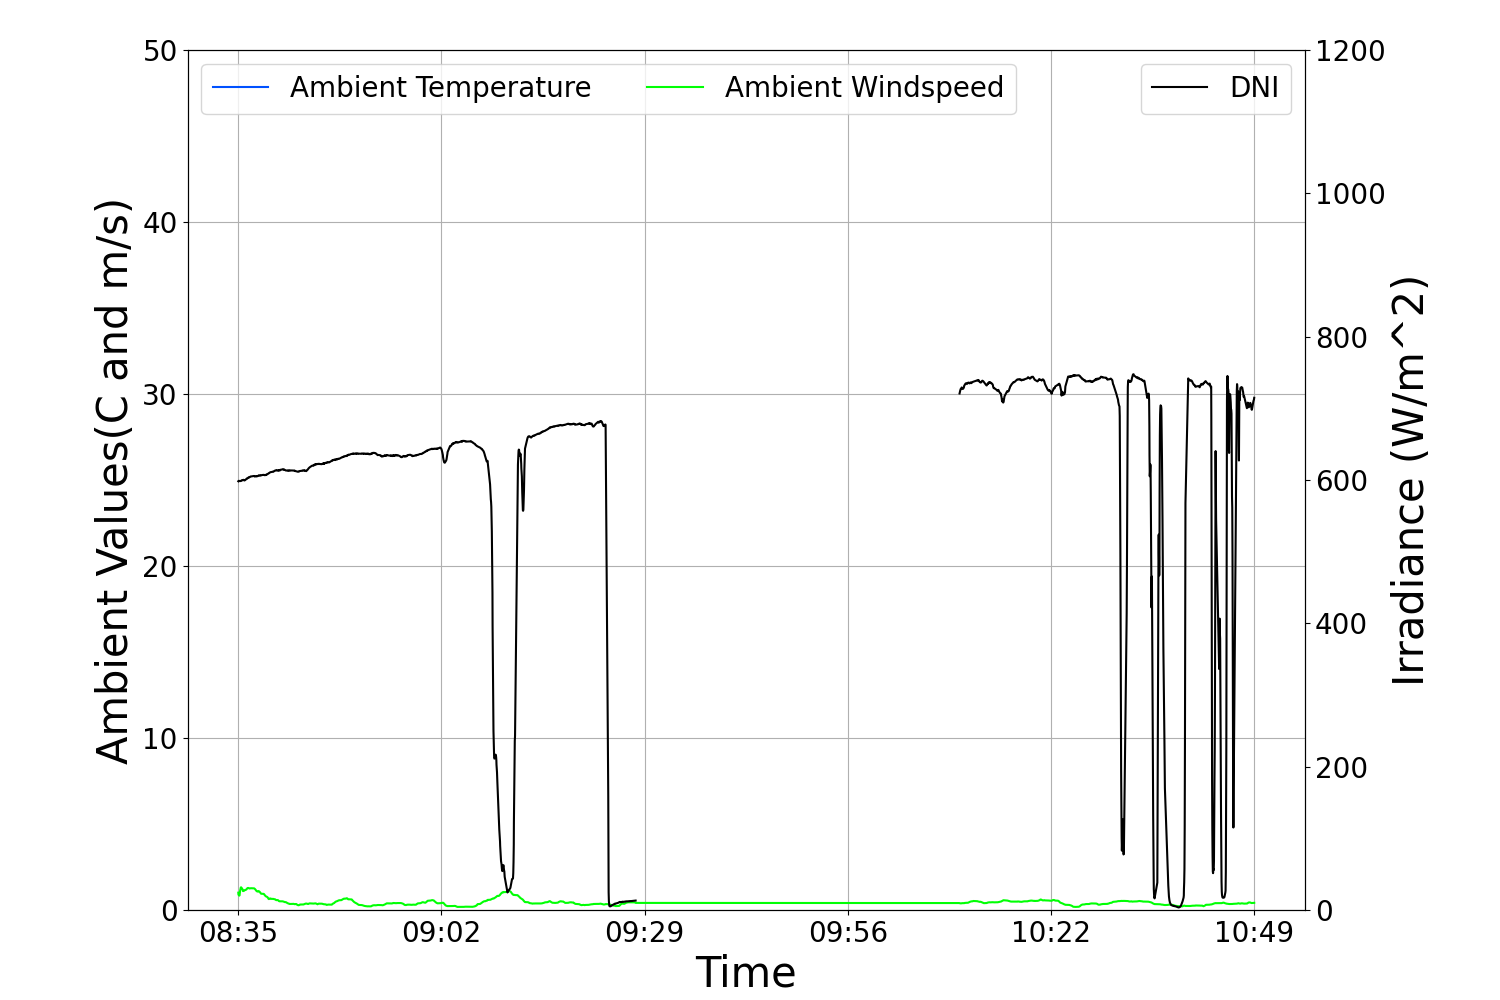 Ambient Temperature Ambient Windspeed DNI
Ambient Values(C and m/s)
50
40
30
20
10
0
1200
1000
800
600
400
200
0
Irradiance (W/m^2)
08:35 09:02 09:29 09:56 10:22 10:49
Time